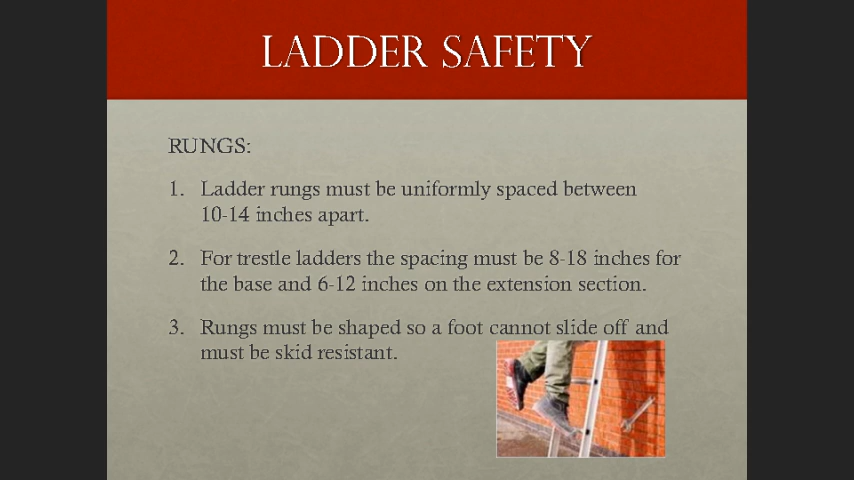 LADDER SAFETY
RUNGS:
1. Ladder rungs must be uniformly spaced between
10-14 inches apart.
2. For trestle ladders the spacing must be 8-18 inches for
the base and 6-12 inches on the extension section.
3. Rungs must be shaped so a foot cannot slide off and
must be skid resistant.